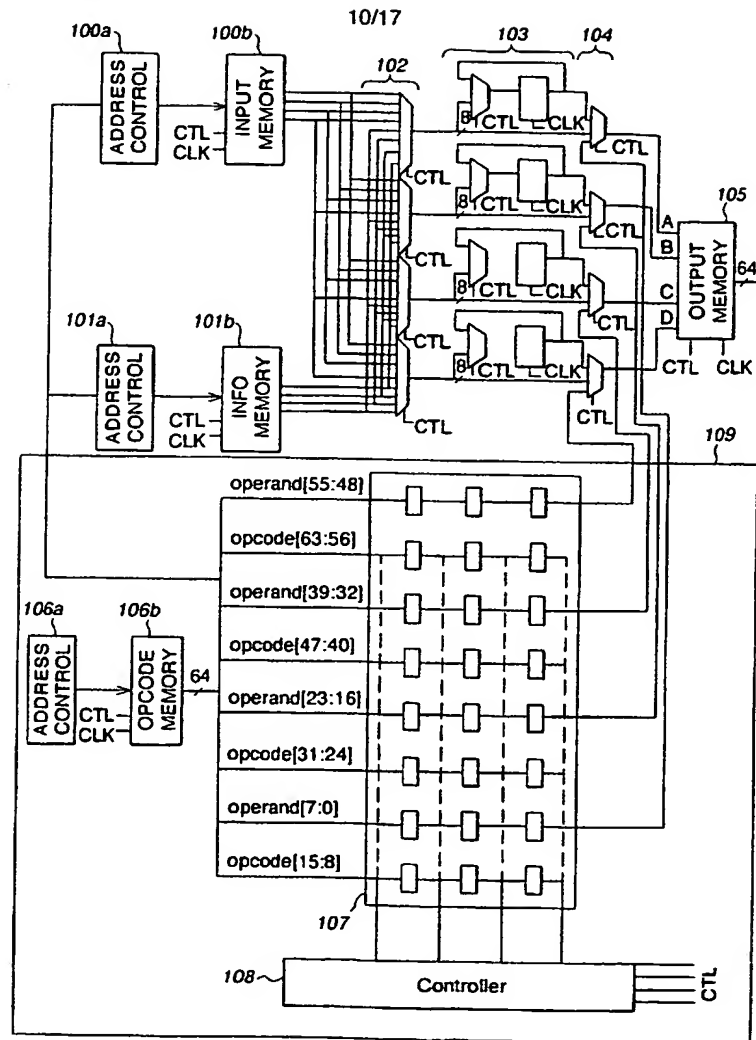 10/17
100a
100b
102
103
104
ADDRESS CONTROL
INPUT MEMORY
CTL
CLK
8
CTL
CLK
CTL
CTL
8
CTL
CLK
CTL
CTL
8
CTL
CLK
CTL
CTL
8
CTL
CLK
CTL
CTL
105
A
B
C
D
OUTPUT MEMORY
64
CTL
CLK
101a
101b
ADDRESS CONTROL
INFO MEMORY
CTL
CLK
109
operand[55:48]
opcode[63:56]
operand[39:32]
opcode[47:40]
operand[23:16]
opcode[31:24]
operand[7:0]
opcode[15:8]
106a
106b
ADDRESS CONTROL
OPCODE MEMORY
CTL
CLK
64
107
108
Controller
CTL